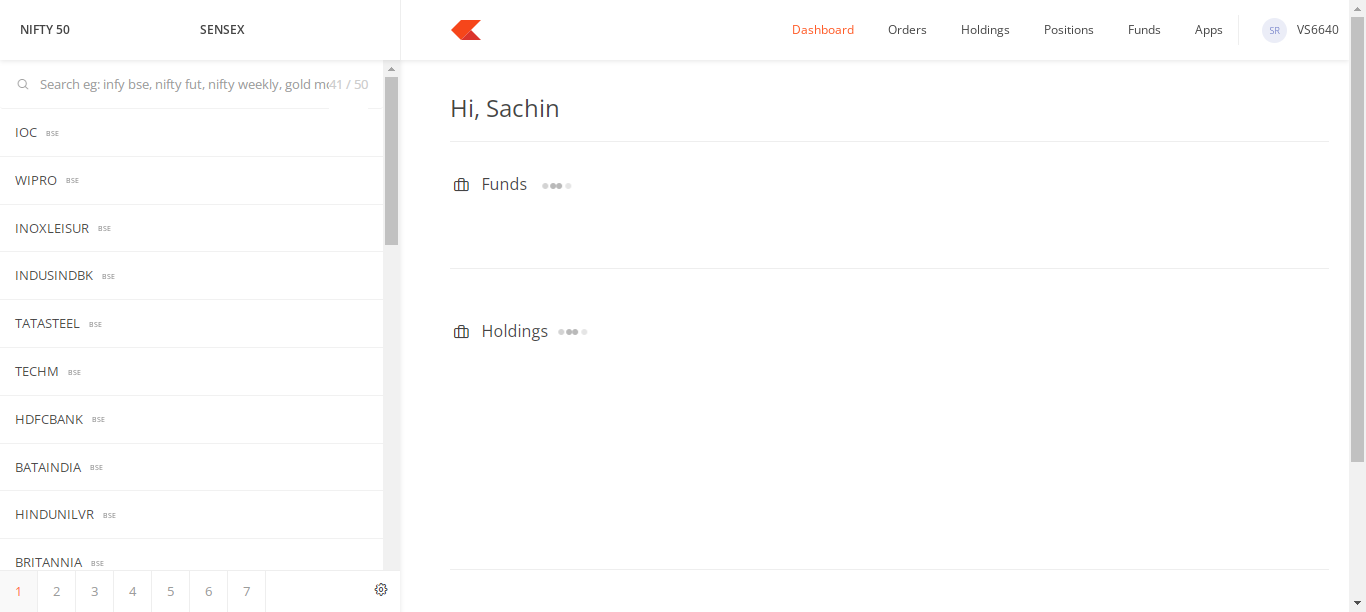 NIFTY 50 SENSEX
Dashboard Orders Holdings Positions Funds Apps SR VS6640
Search eg: infy bse, nifty fut, nifty weekly, gold m 41 / 50
Hi, Sachin
IOC BSE
WIPRO BSE
Funds
INOXLEISUR BSE
INDUSINDBK BSE
TATASTEEL BSE
Holdings
TECHM BSE
HDFCBANK BSE
BATAINDIA BSE
HINDUNILVR BSE
BRITANNIA BSE
1 2 3 4 5 6 7